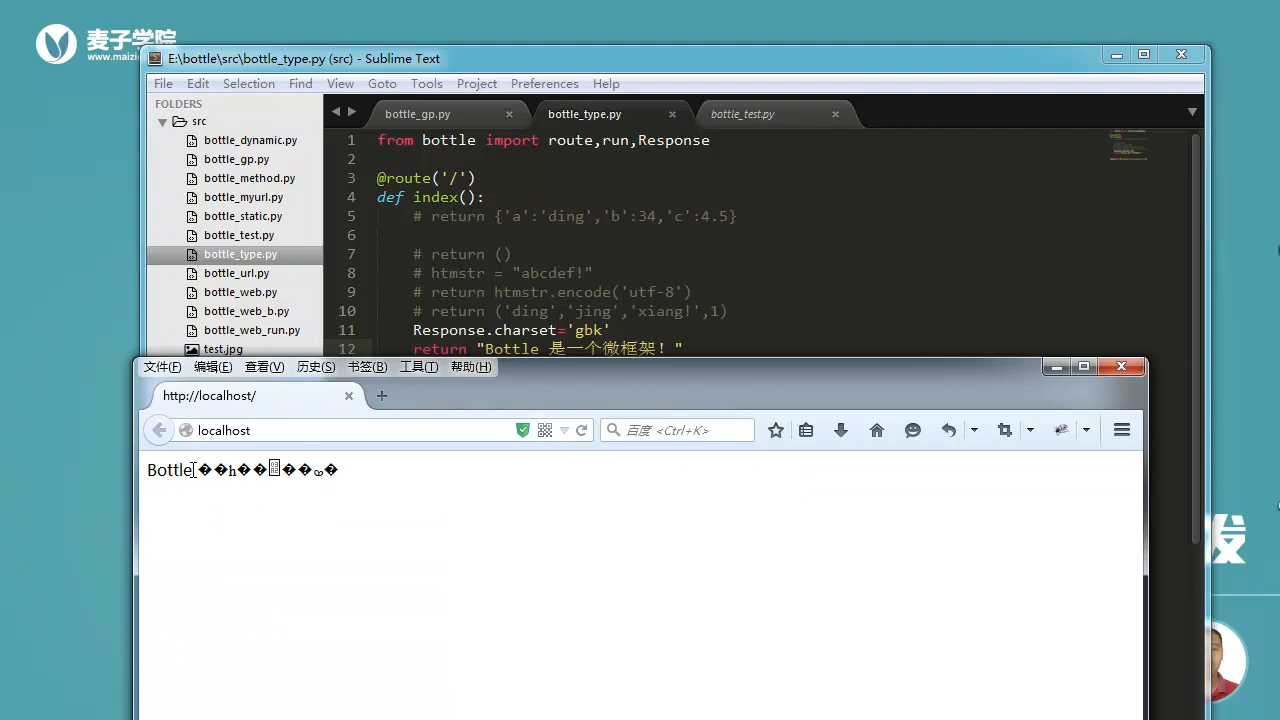 麦子学院
E:\bottle\src\bottle_type.py (src) - Sublime Text
File Edit Selection Find View Goto Tools Project Preferences Help
FOLDERS
src
bottle_dynamic.py
bottle_gp.py
bottle_method.py
bottle_myurl.py
bottle_static.py
bottle_test.py
bottle_type.py
bottle_url.py
bottle_web.py
bottle_web_b.py
bottle_web_run.py
test.jpg
bottle_gp.py
bottle_type.py
bottle_test.py
1 from bottle import route,run,Response
2
3 @route('/')
4 def index():
5 # return {'a':'ding','b':34,'c':4.5}
6
7 # return ()
8 # htmstr = "abcdef!"
9 # return htmstr.encode('utf-8')
10 # return ('ding','jing','xiang!',1)
11 Response.charset='gbk'
12 return "Bottle 是一个微框架！"
文件(F) 编辑(E) 查看(V) 历史(S) 书签(B) 工具(T) 帮助(H)
http://localhost/
localhost
百度 <Ctrl+K>
Bottle ��һ��
发